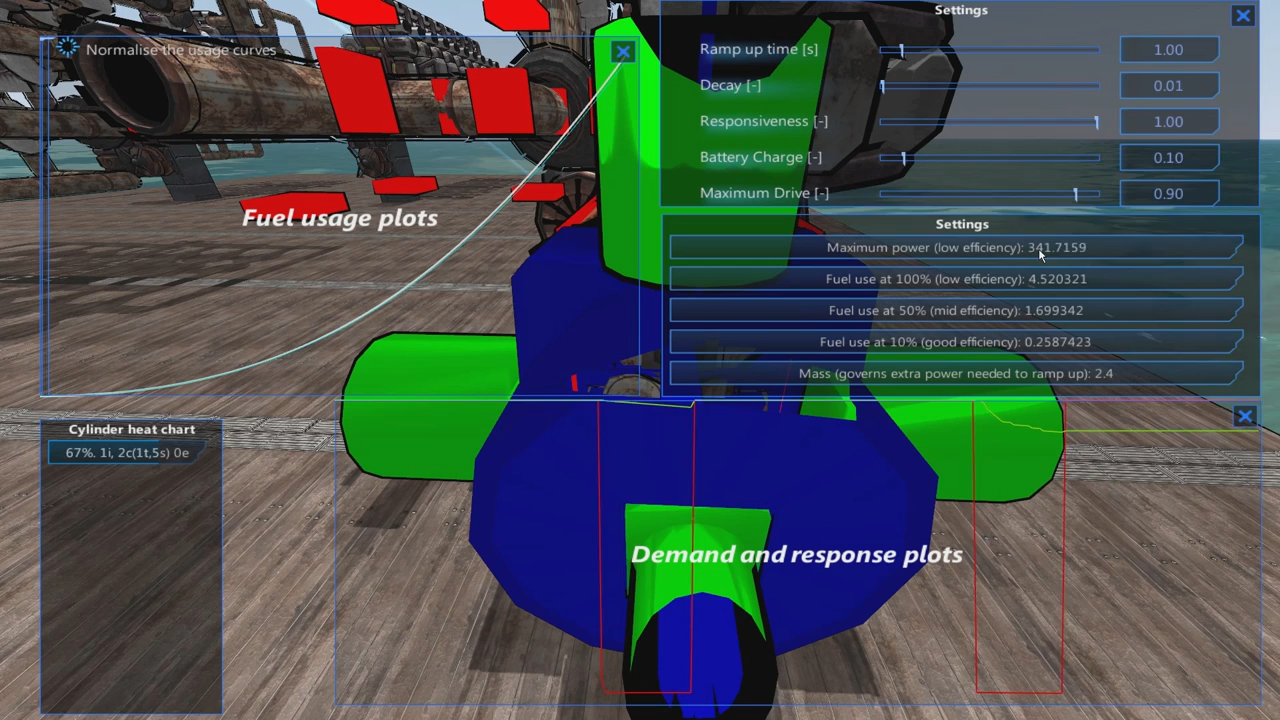 Settings
Normalise the usage curves
Ramp up time [s] 1.00
Decay [-] 0.01
Responsiveness [-] 1.00
Battery Charge [-] 0.10
Maximum Drive [-] 0.90
Fuel usage plots
Settings
Maximum power (low efficiency): 341.7159
Fuel use at 100% (low efficiency): 4.520321
Fuel use at 50% (mid efficiency): 1.699342
Fuel use at 10% (good efficiency): 0.2587423
Mass (governs extra power needed to ramp up): 2.4
Cylinder heat chart
67%. 1i, 2c(1t,5s) 0e
Demand and response plots